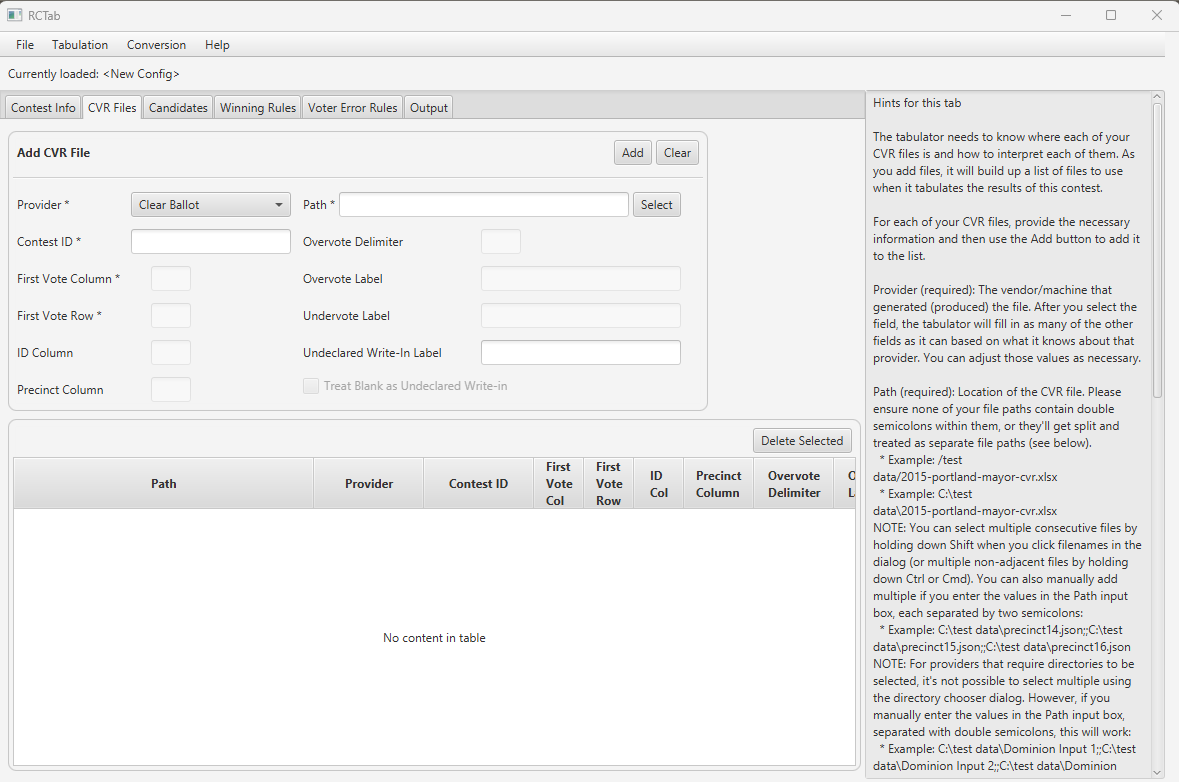 RCTab
File Tabulation Conversion Help
Currently loaded: <New Config>
Contest Info CVR Files Candidates Winning Rules Voter Error Rules Output
Add CVR File Add Clear
Provider * Clear Ballot Path * Select
Contest ID * Overvote Delimiter
First Vote Column * Overvote Label
First Vote Row * Undervote Label
ID Column Undeclared Write-In Label
Precinct Column Treat Blank as Undeclared Write-in
Delete Selected
Path Provider Contest ID First Vote Col First Vote Row ID Col Precinct Column Overvote Delimiter
No content in table
Hints for this tab
The tabulator needs to know where each of your
CVR files is and how to interpret each of them. As
you add files, it will build up a list of files to use
when it tabulates the results of this contest.
For each of your CVR files, provide the necessary
information and then use the Add button to add it
to the list.
Provider (required): The vendor/machine that
generated (produced) the file. After you select the
field, the tabulator will fill in as many of the other
fields as it can based on what it knows about that
provider. You can adjust those values as necessary.
Path (required): Location of the CVR file. Please
ensure none of your file paths contain double
semicolons within them, or they'll get split and
treated as separate file paths (see below).
* Example: /test
data/2015-portland-mayor-cvr.xlsx
* Example: C:\test
data\2015-portland-mayor-cvr.xlsx
NOTE: You can select multiple consecutive files by
holding down Shift when you click filenames in the
dialog (or multiple non-adjacent files by holding
down Ctrl or Cmd). You can also manually add
multiple if you enter the values in the Path input
box, each separated by two semicolons:
* Example: C:\test data\precinct14.json;;C:\test
data\precinct15.json;;C:\test data\precinct16.json
NOTE: For providers that require directories to be
selected, it's not possible to select multiple using
the directory chooser dialog. However, if you
manually enter the values in the Path input box,
separated with double semicolons, this will work:
* Example: C:\test data\Dominion Input 1;;C:\test
data\Dominion Input 2;;C:\test data\Dominion